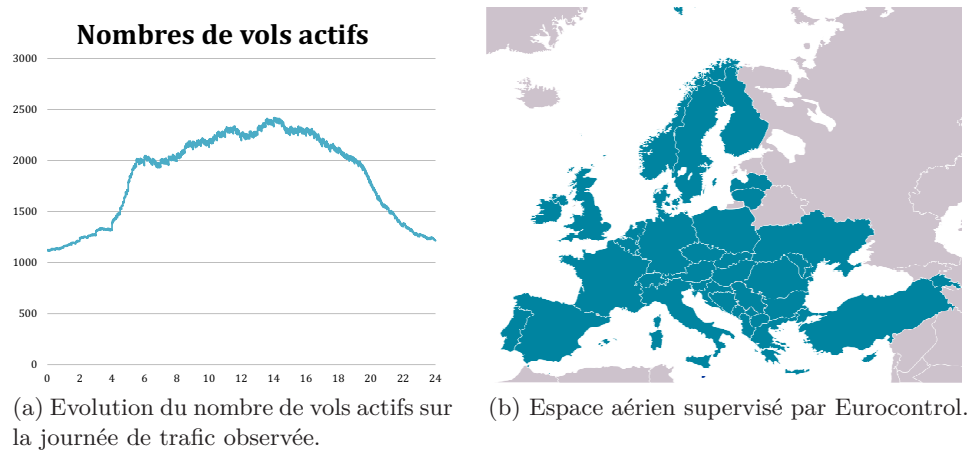 Nombres de vols actifs
3000
2500
2000
1500
1000
500
0
0 2 4 6 8 10 12 14 16 18 20 22 24
(a) Evolution du nombre de vols actifs sur
la journée de trafic observée.
(b) Espace aérien supervisé par Eurocontrol.